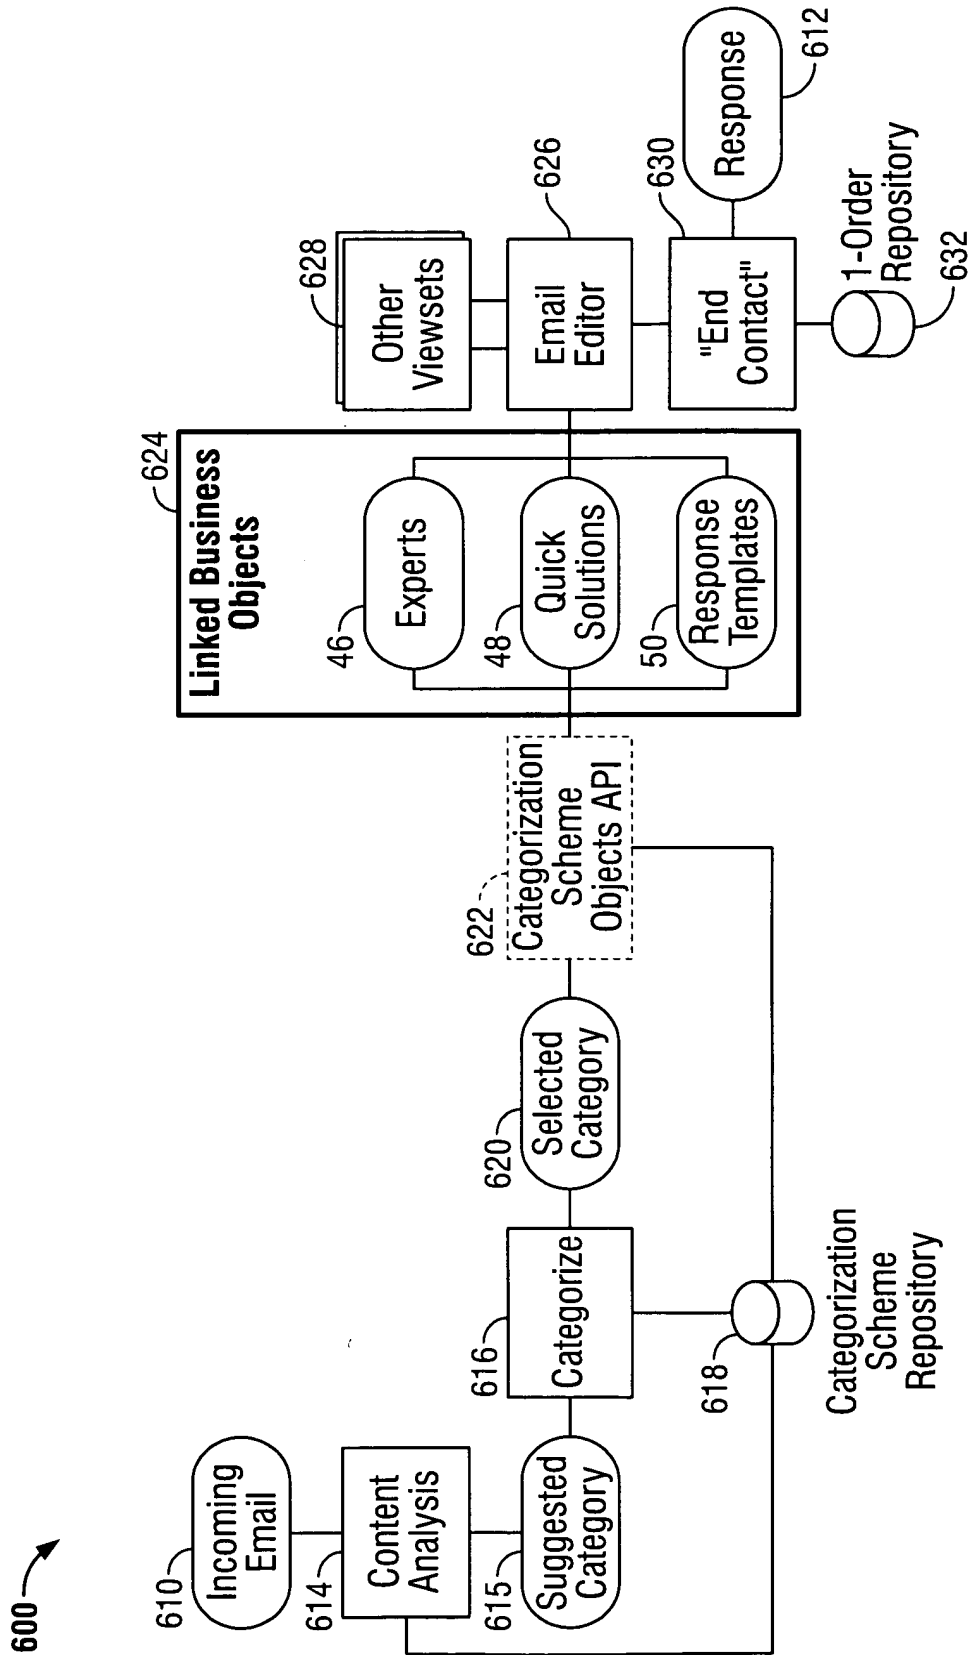 600
610
Incoming
Email
614
Content
Analysis
615
Suggested
Category
616
Categorize
618
Categorization
Scheme
Repository
620
Selected
Category
622
Categorization
Scheme
Objects API
624
Linked Business
Objects
46
Experts
48
Quick
Solutions
50
Response
Templates
628
Other
Viewsets
626
Email
Editor
630
"End
Contact"
Response
612
1-Order
Repository
632